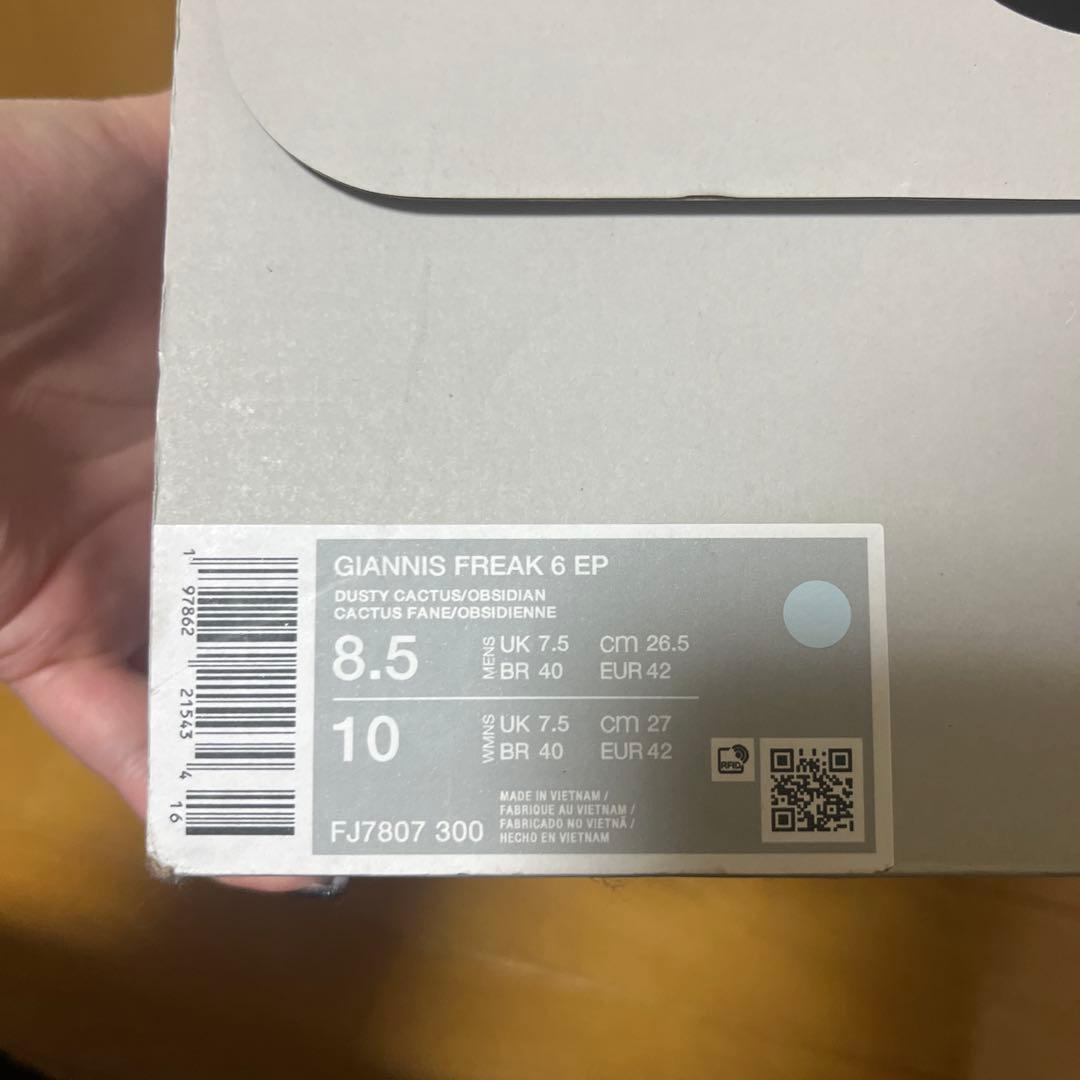 GIANNIS FREAK 6 EP
DUSTY CACTUS/OBSIDIAN
CACTUS FANE/OBSIDIENNE
8.5 MENS UK 7.5 cm 26.5
BR 40 EUR 42
10 WMNS UK 7.5 cm 27
BR 40 EUR 42
RFID
MADE IN VIETNAM /
FABRIQUE AU VIETNAM /
FABRICADO NO VIETNÃ /
HECHO EN VIETNAM
FJ7807 300
1 97862 21543 4 16